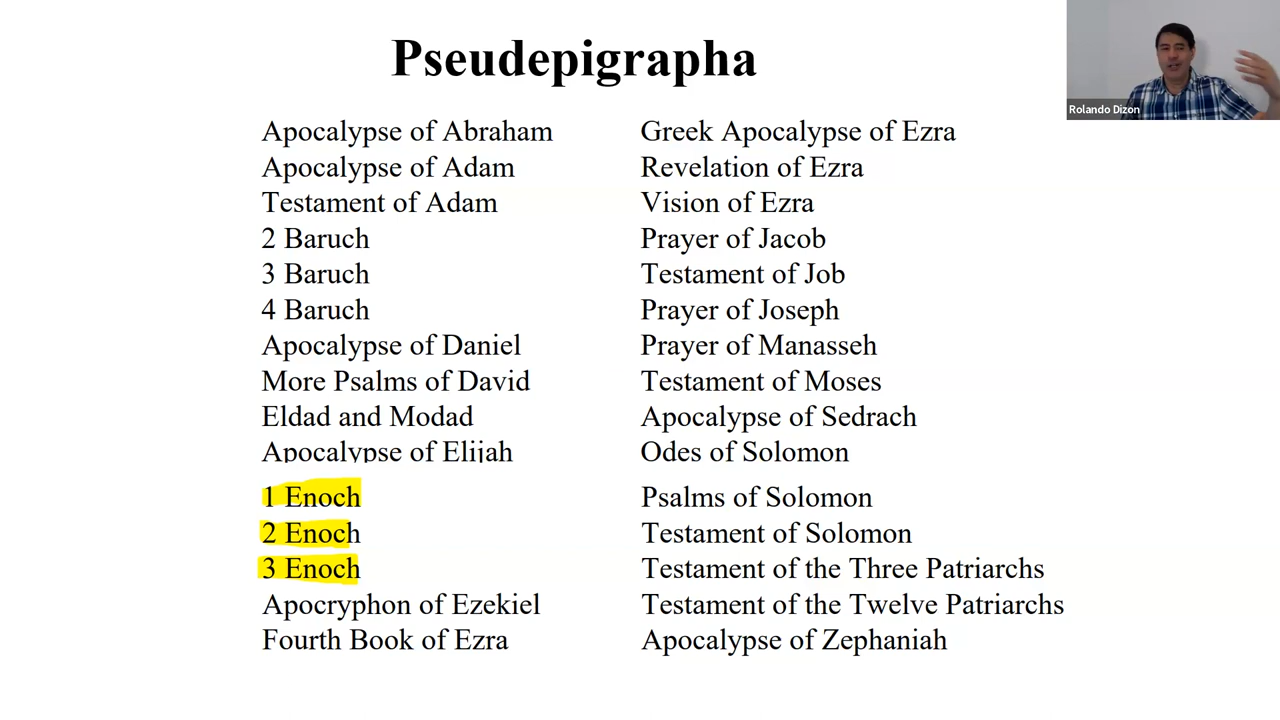 Pseudepigrapha
Rolando Dizon
Apocalypse of Abraham
Apocalypse of Adam
Testament of Adam
2 Baruch
3 Baruch
4 Baruch
Apocalypse of Daniel
More Psalms of David
Eldad and Modad
Apocalypse of Elijah
1 Enoch
2 Enoch
3 Enoch
Apocryphon of Ezekiel
Fourth Book of Ezra
Greek Apocalypse of Ezra
Revelation of Ezra
Vision of Ezra
Prayer of Jacob
Testament of Job
Prayer of Joseph
Prayer of Manasseh
Testament of Moses
Apocalypse of Sedrach
Odes of Solomon
Psalms of Solomon
Testament of Solomon
Testament of the Three Patriarchs
Testament of the Twelve Patriarchs
Apocalypse of Zephaniah